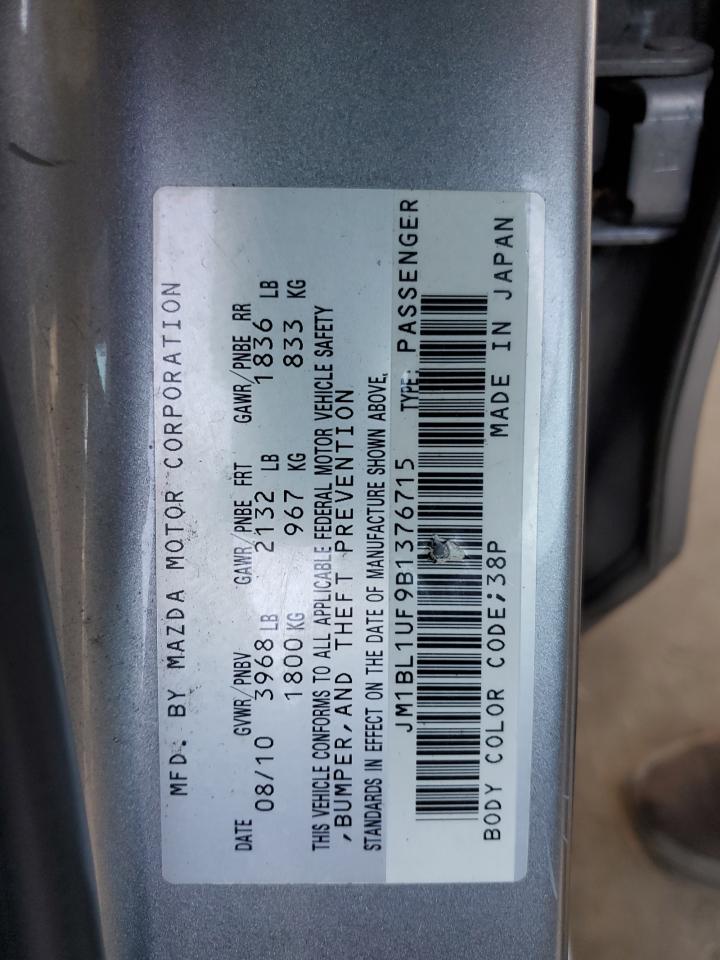 MFD. BY MAZDA MOTOR CORPORATION
DATE GVWR/PNBV GAWR/PNBE FRT GAWR/PNBE RR
08/10 3968 LB 2132 LB 1836 LB
1800 KG 967 KG 833 KG
THIS VEHICLE CONFORMS TO ALL APPLICABLE FEDERAL MOTOR VEHICLE SAFETY
,BUMPER,AND THEFT PREVENTION
STANDARDS IN EFFECT ON THE DATE OF MANUFACTURE SHOWN ABOVE.
JM1BL1UF9B1376715 TYPE: PASSENGER
BODY COLOR CODE;38P MADE IN JAPAN